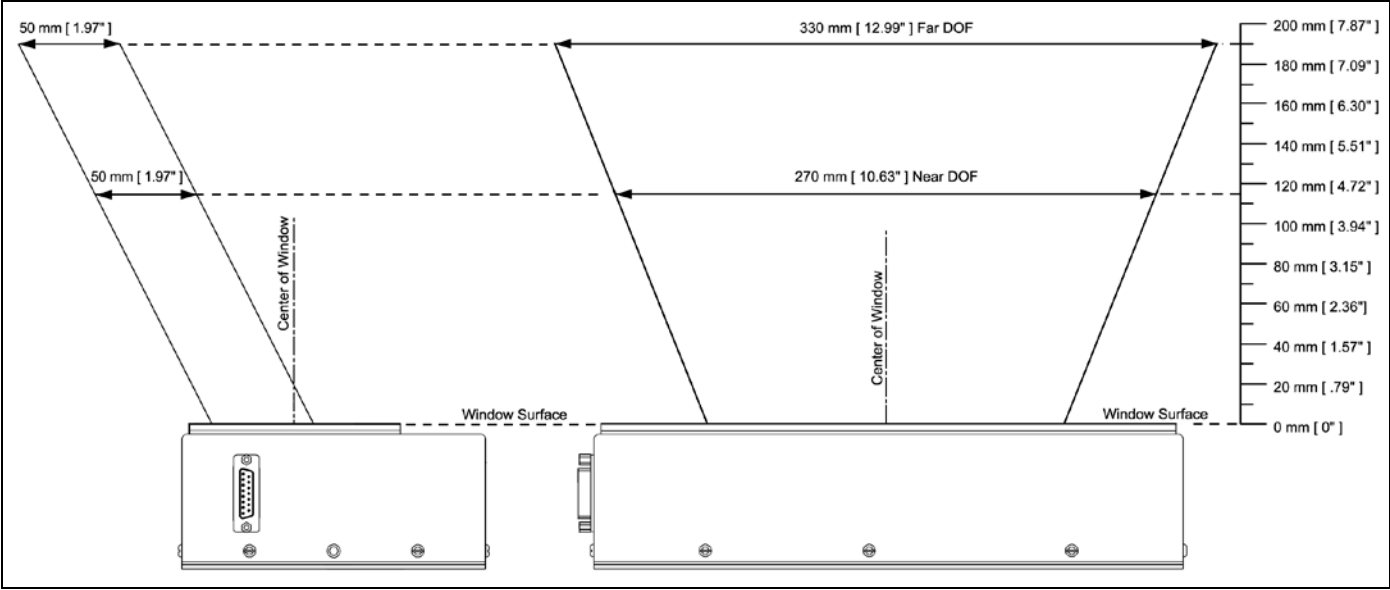 50 mm [ 1.97" ]
330 mm [ 12.99" ] Far DOF
200 mm [ 7.87" ]
180 mm [ 7.09" ]
160 mm [ 6.30" ]
140 mm [ 5.51" ]
50 mm [ 1.97" ]
270 mm [ 10.63" ] Near DOF
120 mm [ 4.72" ]
100 mm [ 3.94" ]
Center of Window
Center of Window
80 mm [ 3.15" ]
60 mm [ 2.36"]
40 mm [ 1.57" ]
20 mm [ .79" ]
Window Surface
Window Surface
0 mm [ 0" ]